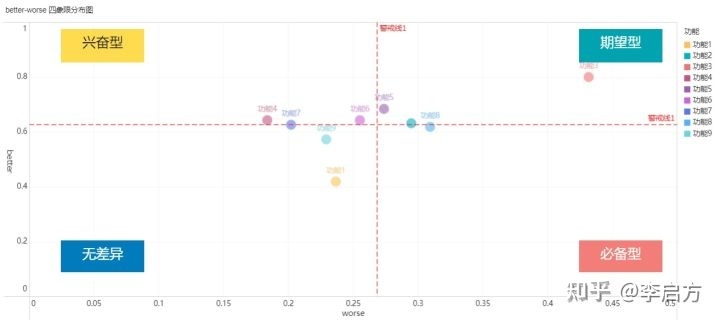 better-worse 四象限分布图
1
兴奋型
警戒线1
期望型
功能
功能1
功能2
功能3
功能4
功能5
功能6
功能7
功能8
功能9
功能3
0.8
功能5
功能4
功能6
功能7
功能8
警戒线1
功能9
0.6
better
功能1
0.4
0.2
无差异
必备型
0
0
0.05
0.1
0.15
0.2
0.25
0.3
0.35
0.4
0.45
0.5
worse
知乎 @李启方